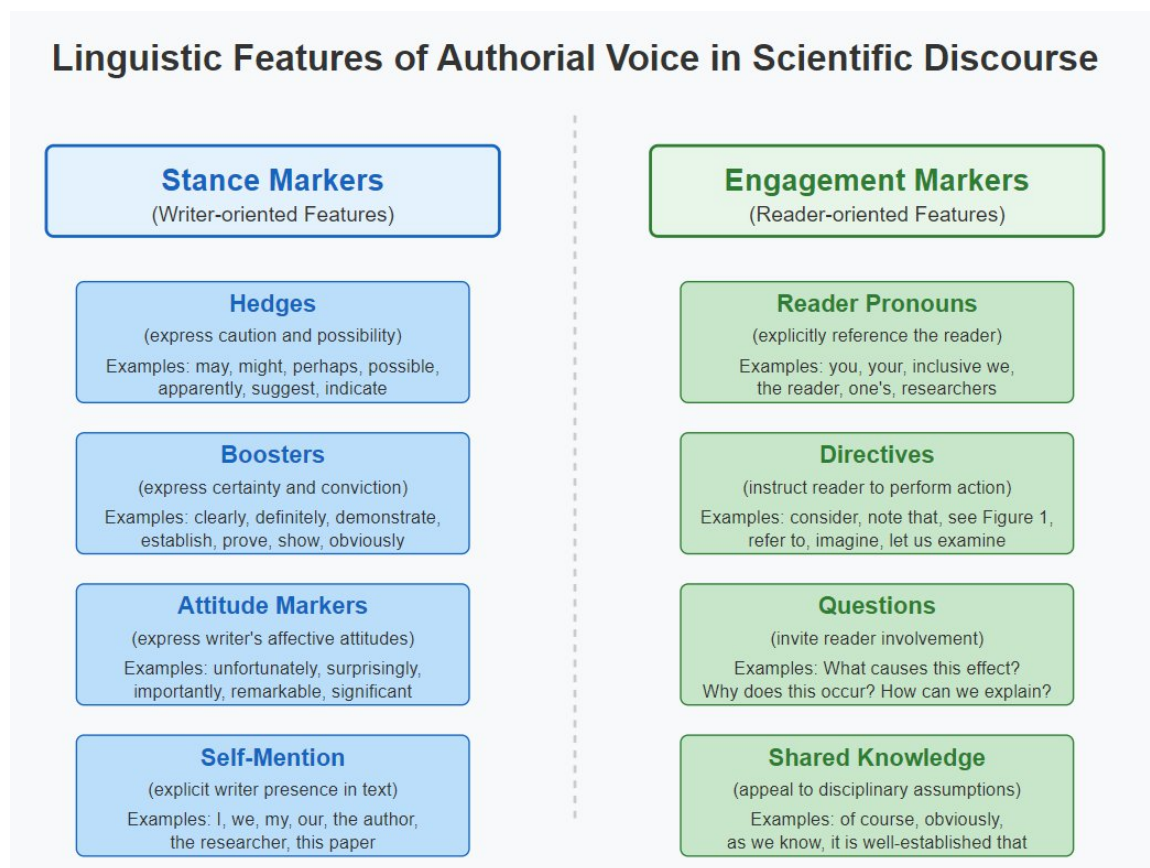 Linguistic Features of Authorial Voice in Scientific Discourse
Stance Markers
(Writer-oriented Features)
Hedges
(express caution and possibility)
Examples: may, might, perhaps, possible,
apparently, suggest, indicate
Boosters
(express certainty and conviction)
Examples: clearly, definitely, demonstrate,
establish, prove, show, obviously
Attitude Markers
(express writer's affective attitudes)
Examples: unfortunately, surprisingly,
importantly, remarkable, significant
Self-Mention
(explicit writer presence in text)
Examples: I, we, my, our, the author,
the researcher, this paper
Engagement Markers
(Reader-oriented Features)
Reader Pronouns
(explicitly reference the reader)
Examples: you, your, inclusive we,
the reader, one's, researchers
Directives
(instruct reader to perform action)
Examples: consider, note that, see Figure 1,
refer to, imagine, let us examine
Questions
(invite reader involvement)
Examples: What causes this effect?
Why does this occur? How can we explain?
Shared Knowledge
(appeal to disciplinary assumptions)
Examples: of course, obviously,
as we know, it is well-established that